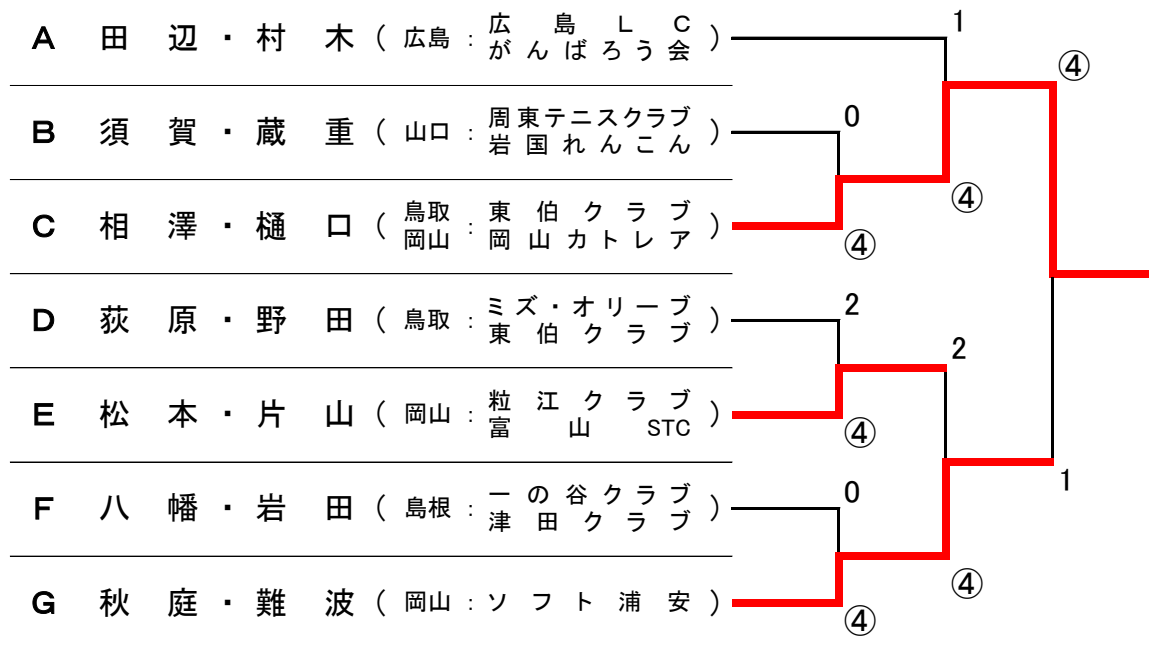 A 田辺・村木 ( 広島 : 広島LC
がんばろう会 )
B 須賀・蔵重 ( 山口 : 周東テニスクラブ
岩国れんこん )
C 相澤・樋口 ( 鳥取 : 東伯クラブ
岡山 岡山カトレア )
D 荻原・野田 ( 鳥取 : ミズ・オリーブ
東伯クラブ )
E 松本・片山 ( 岡山 : 粒江クラブ
富山STC )
F 八幡・岩田 ( 島根 : 一の谷クラブ
津田クラブ )
G 秋庭・難波 ( 岡山 : ソフト浦安 )
1
④
0
④
④
2
2
④
0
1
④
④